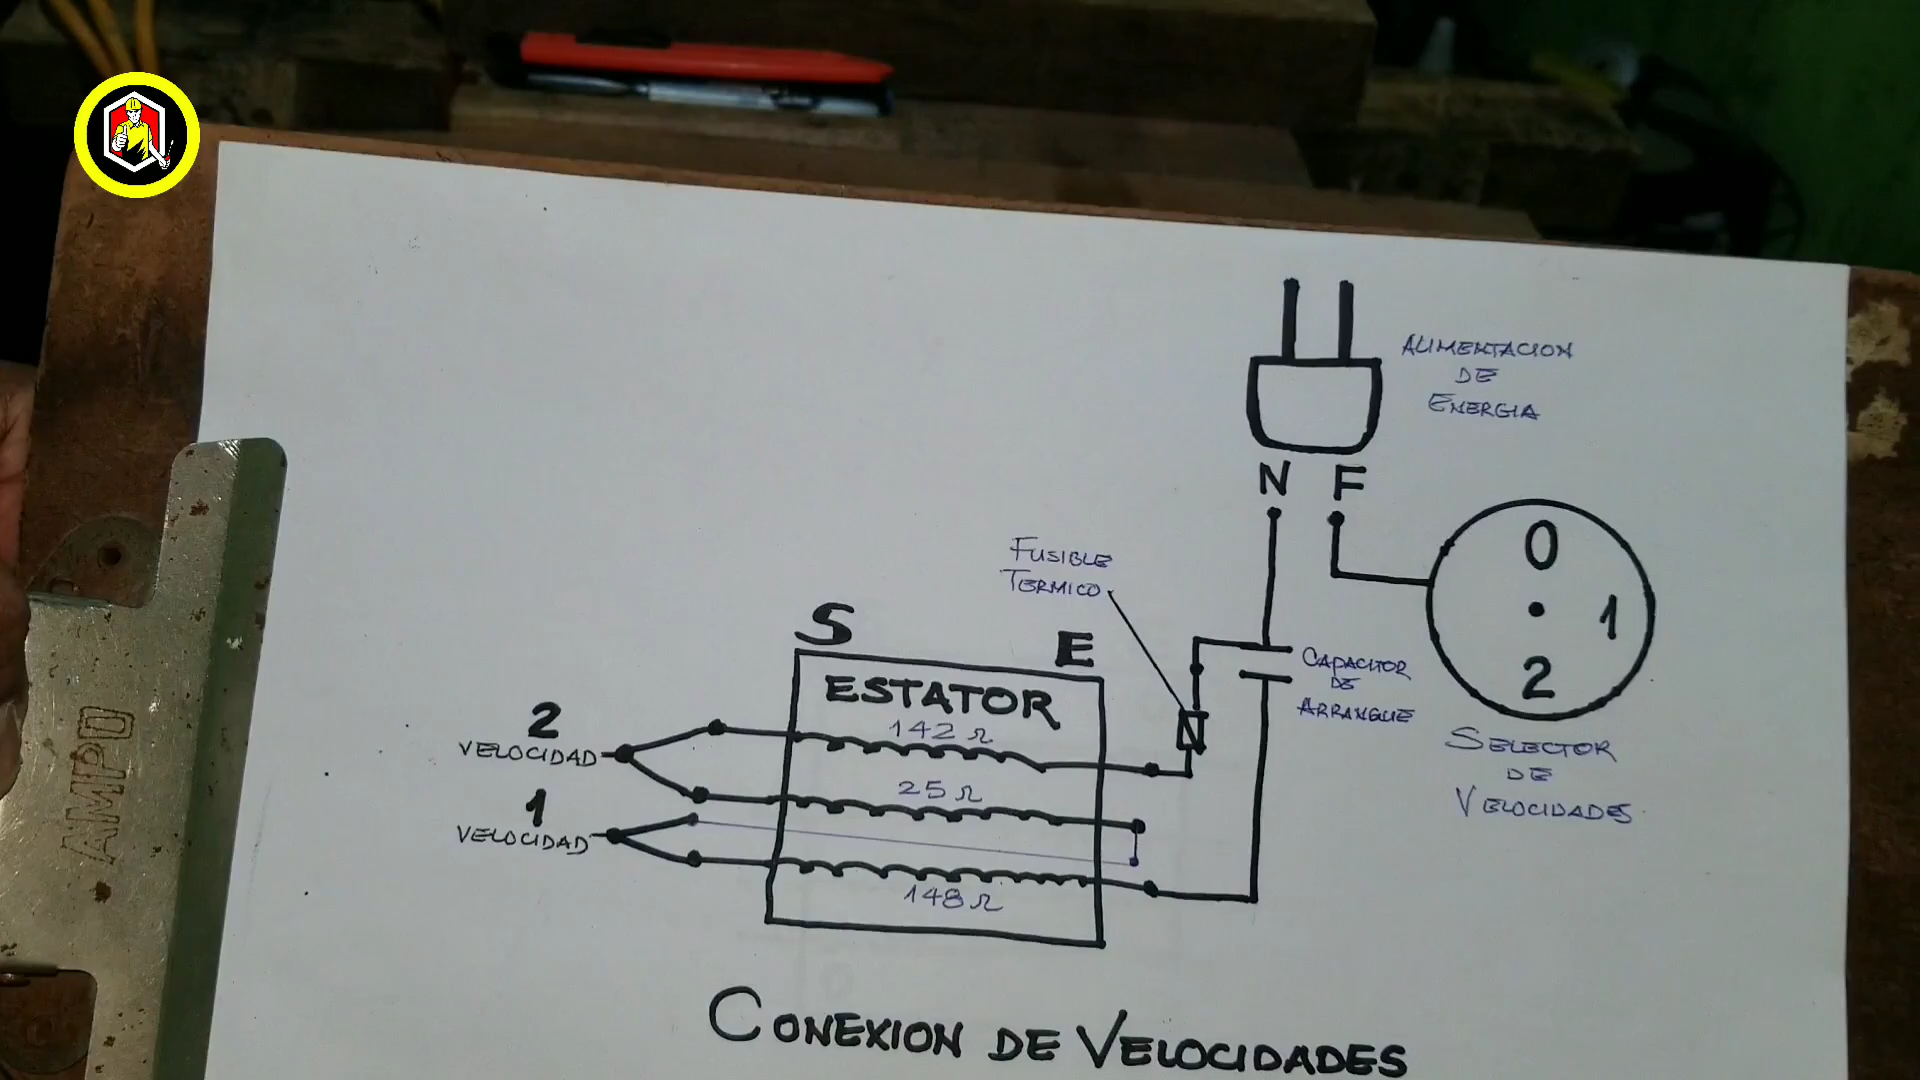 ALIMENTACION
DE
ENERGIA
N F
0
1
2
SELECTOR
DE
VELOCIDADES
FUSIBLE
TERMICO
CAPACITOR
DE
ARRANQUE
S E
ESTATOR
142 Ω
25 Ω
148 Ω
2
VELOCIDAD
1
VELOCIDAD
CONEXION DE VELOCIDADES
AMPO